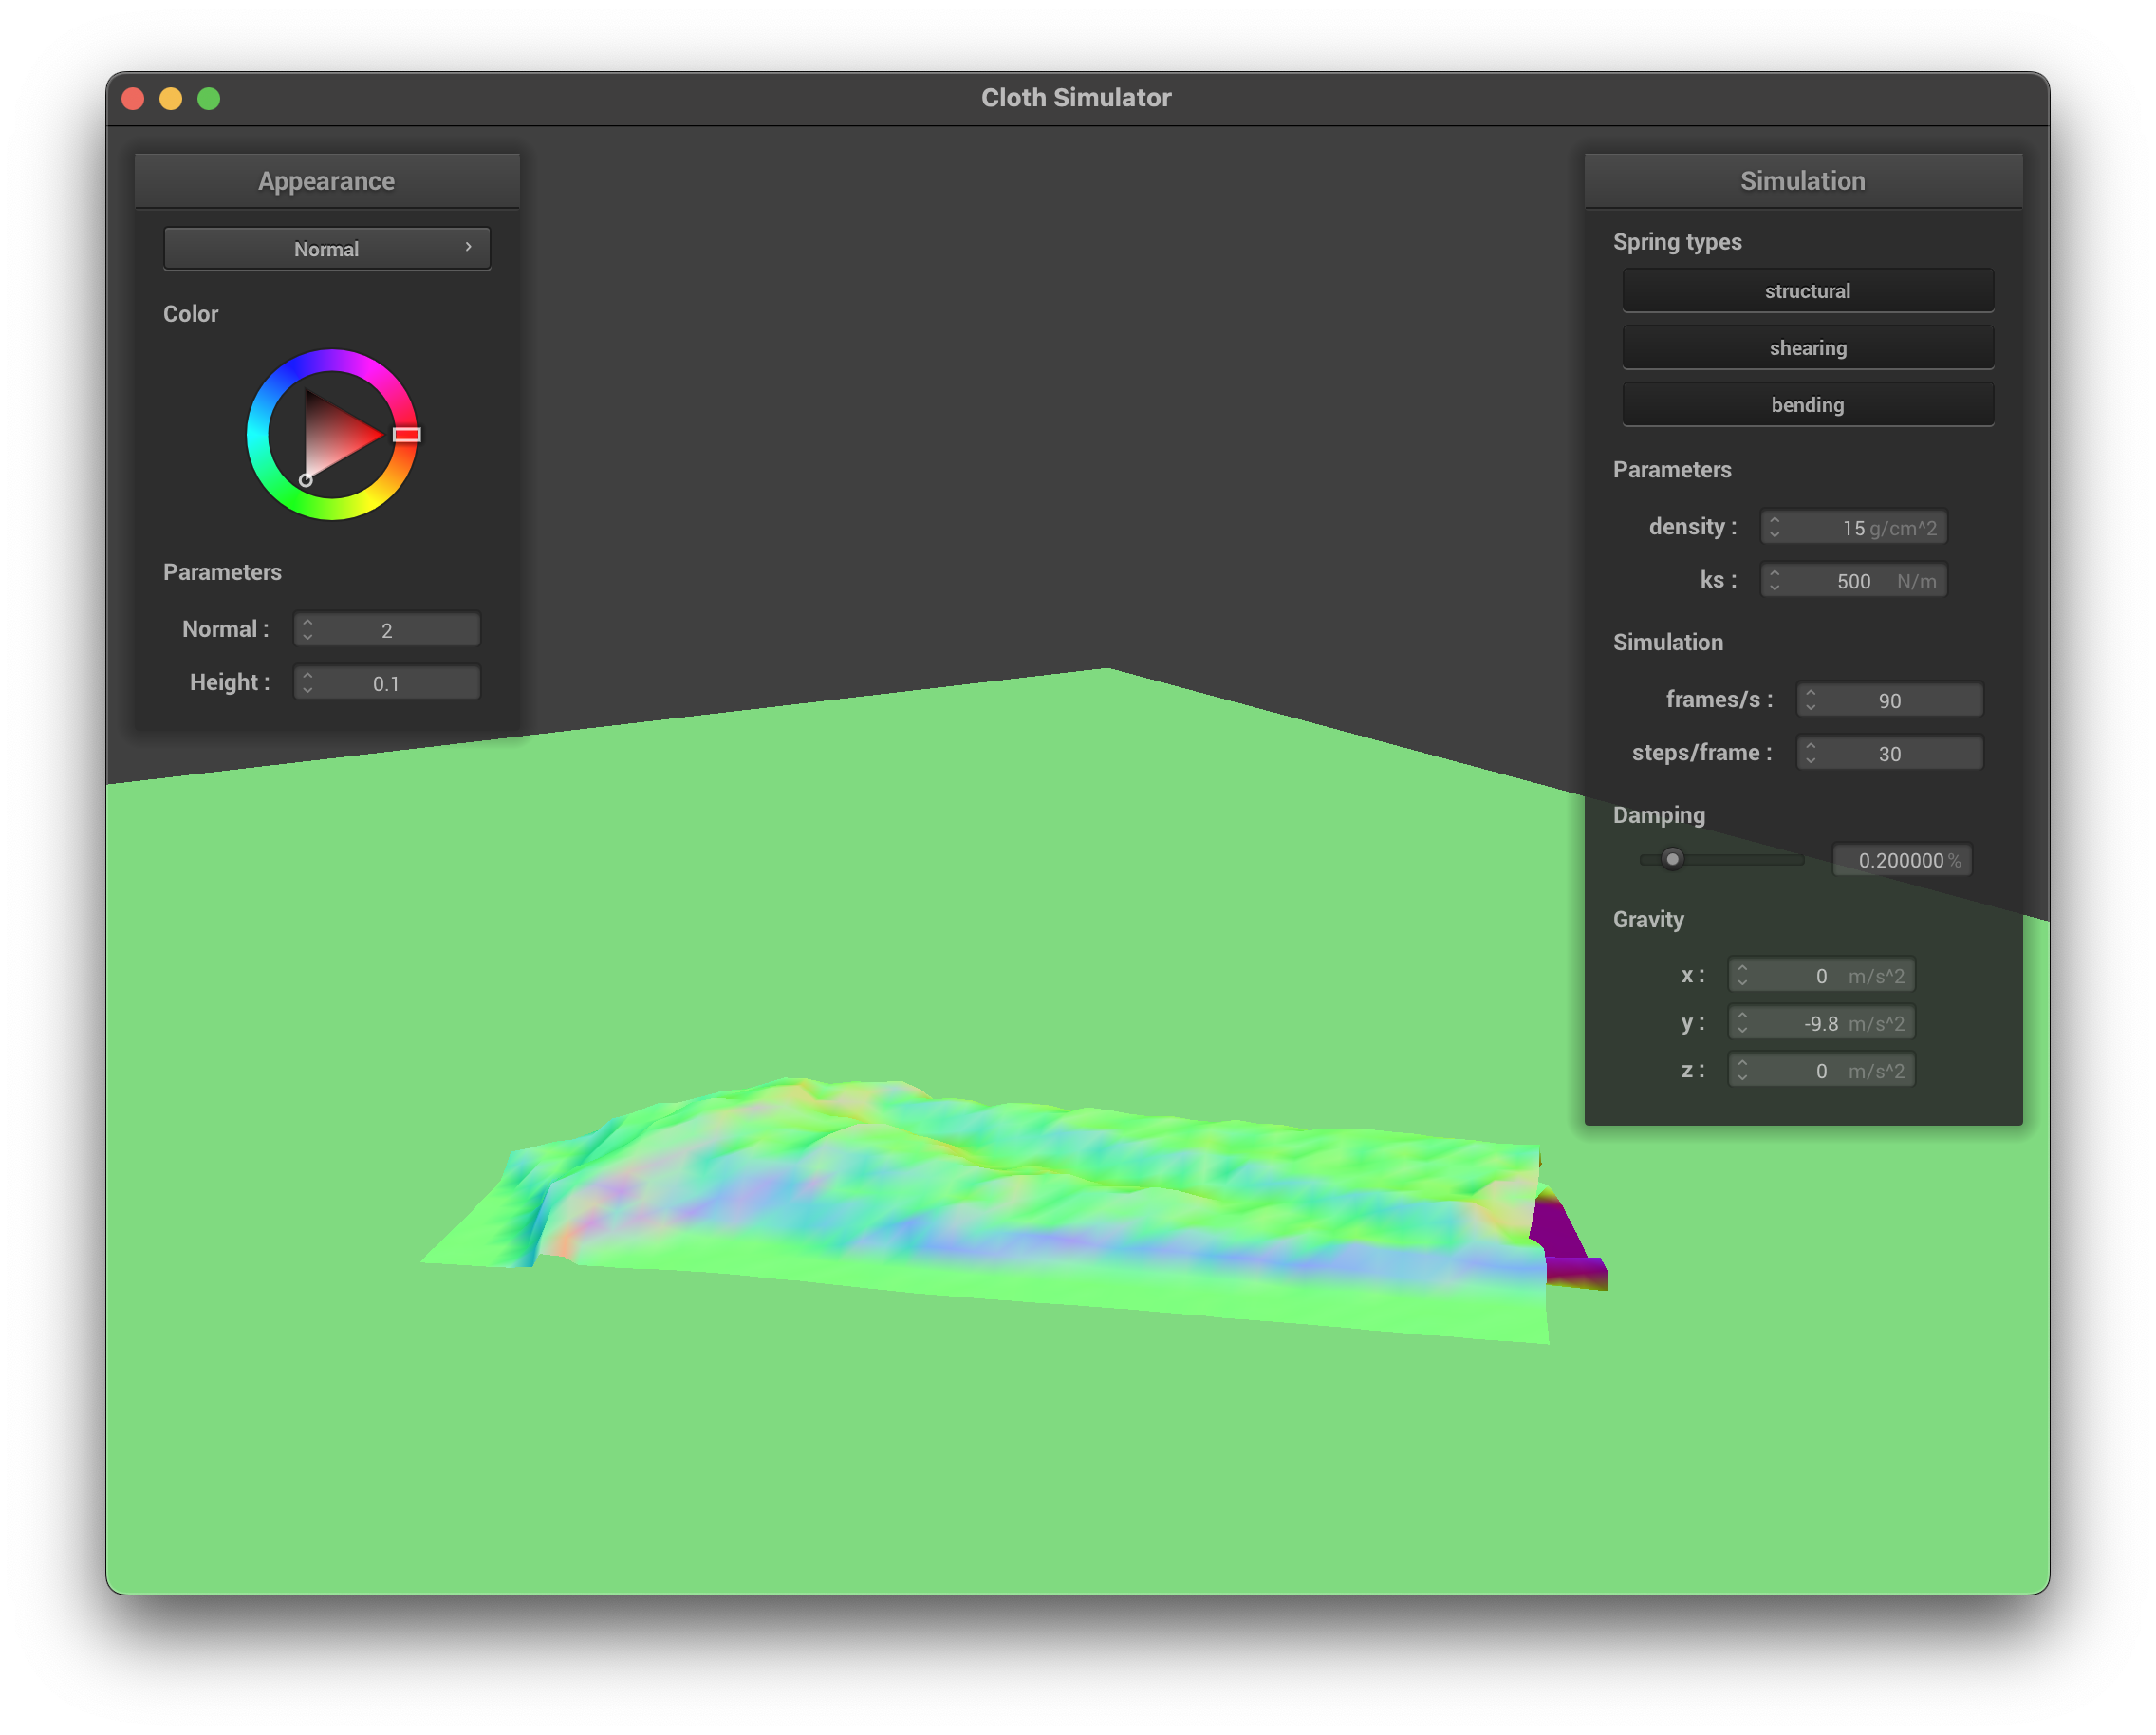 Cloth Simulator
Appearance
Normal
Color
Parameters
Normal : 2
Height : 0.1
Simulation
Spring types
structural
shearing
bending
Parameters
density : 15 g/cm^2
ks : 500 N/m
Simulation
frames/s : 90
steps/frame : 30
Damping
0.200000 %
Gravity
x : 0 m/s^2
y : -9.8 m/s^2
z : 0 m/s^2